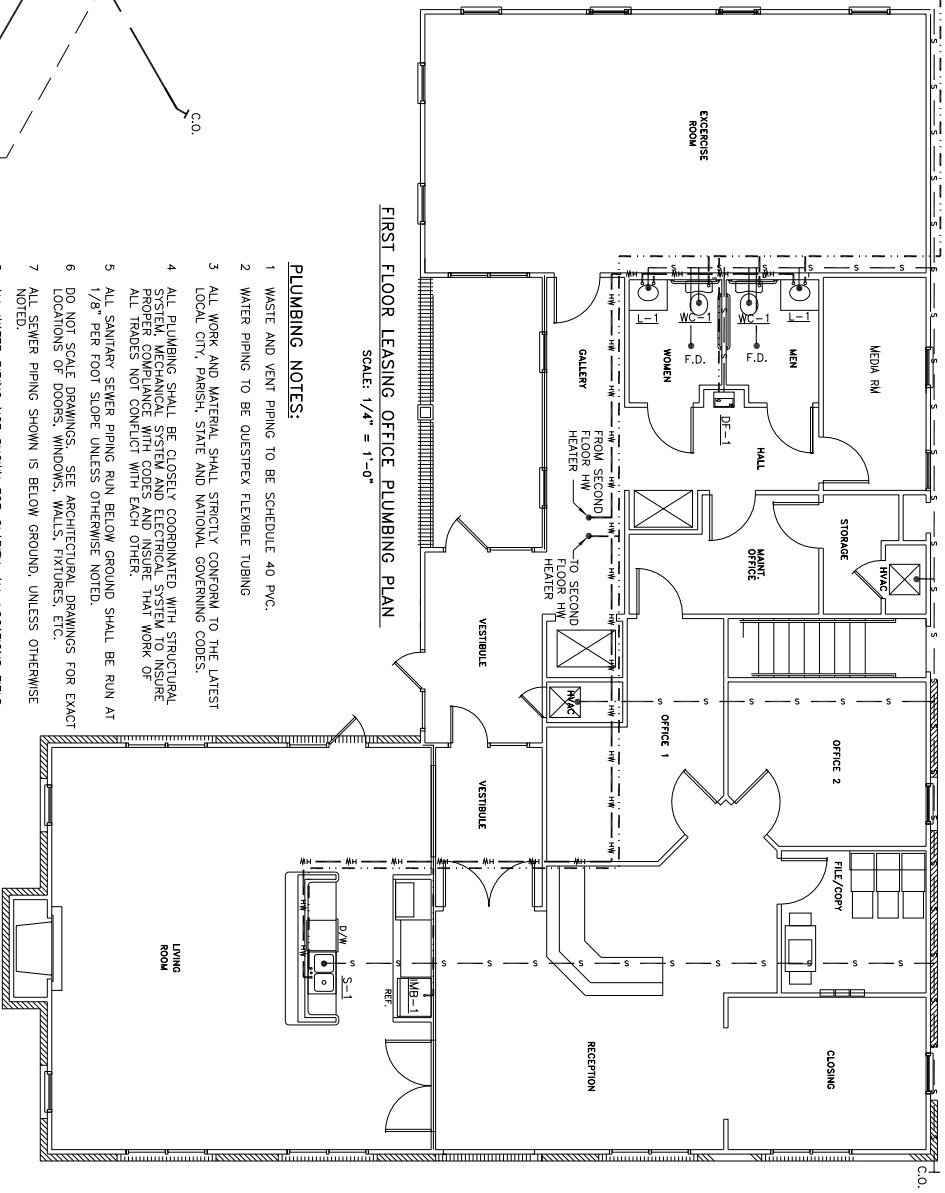 C.O.
EXCERCISE
ROOM
MEDIA RM
L-1
WC-1
WC-1
L-1
F.D.
F.D.
WOMEN
MEN
GALLERY
DF-1
HALL
FROM SECOND
FLOOR HW
HEATER
TO SECOND
FLOOR HW
HEATER
MAINT.
OFFICE
STORAGE
HVAC
VESTIBULE
HVAC
OFFICE 1
OFFICE 2
VESTIBULE
FILE/COPY
LIVING
ROOM
D/W
S-1
IMB-1
REF.
RECEPTION
CLOSING
C.O.
FIRST FLOOR LEASING OFFICE PLUMBING PLAN
SCALE: 1/4" = 1'-0"
PLUMBING NOTES:
1 WASTE AND VENT PIPING TO BE SCHEDULE 40 PVC.
2 WATER PIPING TO BE QUESTPEX FLEXIBLE TUBING
3 ALL WORK AND MATERIAL SHALL STRICTLY CONFORM TO THE LATEST
LOCAL CITY, PARISH, STATE AND NATIONAL GOVERNING CODES.
4 ALL PLUMBING SHALL BE CLOSELY COORDINATED WITH STRUCTURAL
SYSTEM, MECHANICAL SYSTEM AND ELECTRICAL SYSTEM TO INSURE
PROPER COMPLIANCE WITH CODES AND INSURE THAT WORK OF
ALL TRADES NOT CONFLICT WITH EACH OTHER.
5 ALL SANITARY SEWER PIPING RUN BELOW GROUND SHALL BE RUN AT
1/8" PER FOOT SLOPE UNLESS OTHERWISE NOTED.
6 DO NOT SCALE DRAWINGS. SEE ARCHITECTURAL DRAWINGS FOR EXACT
LOCATIONS OF DOORS, WINDOWS, WALLS, FIXTURES, ETC.
7 ALL SEWER PIPING SHOWN IS BELOW GROUND, UNLESS OTHERWISE
NOTED.